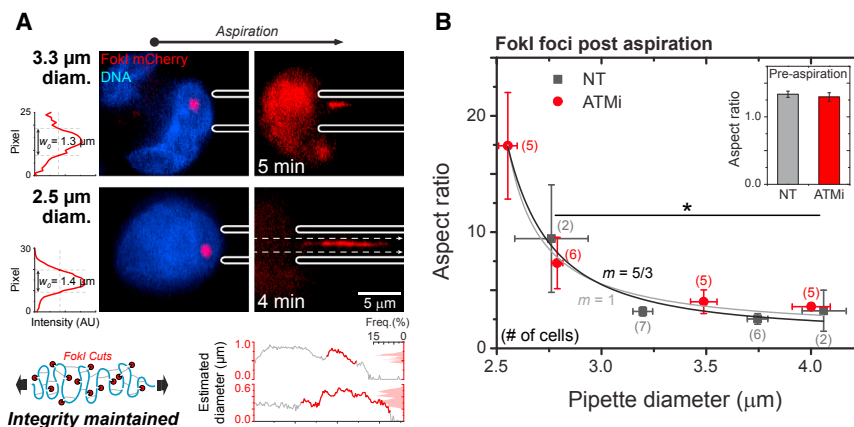 A
Aspiration
3.3 µm
diam.
FokI mCherry
DNA
25
Pixel
w0 = 1.3 µm
0
5 min
2.5 µm
diam.
30
Pixel
w0 = 1.4 µm
0
Intensity (AU)
4 min
5 µm
FokI Cuts
Integrity maintained
Freq.(%)
15
0
Estimated
diameter (µm)
1.0
0.0
0.6
0.0
B
FokI foci post aspiration
NT
ATMi
Pre-aspiration
Aspect ratio
1.0
0.0
NT
ATMi
Aspect ratio
20
10
0
(5)
(2)
(6)
*
m = 5/3
m = 1
(7)
(5)
(6)
(5)
(2)
(# of cells)
2.5
3.0
3.5
4.0
Pipette diameter (µm)